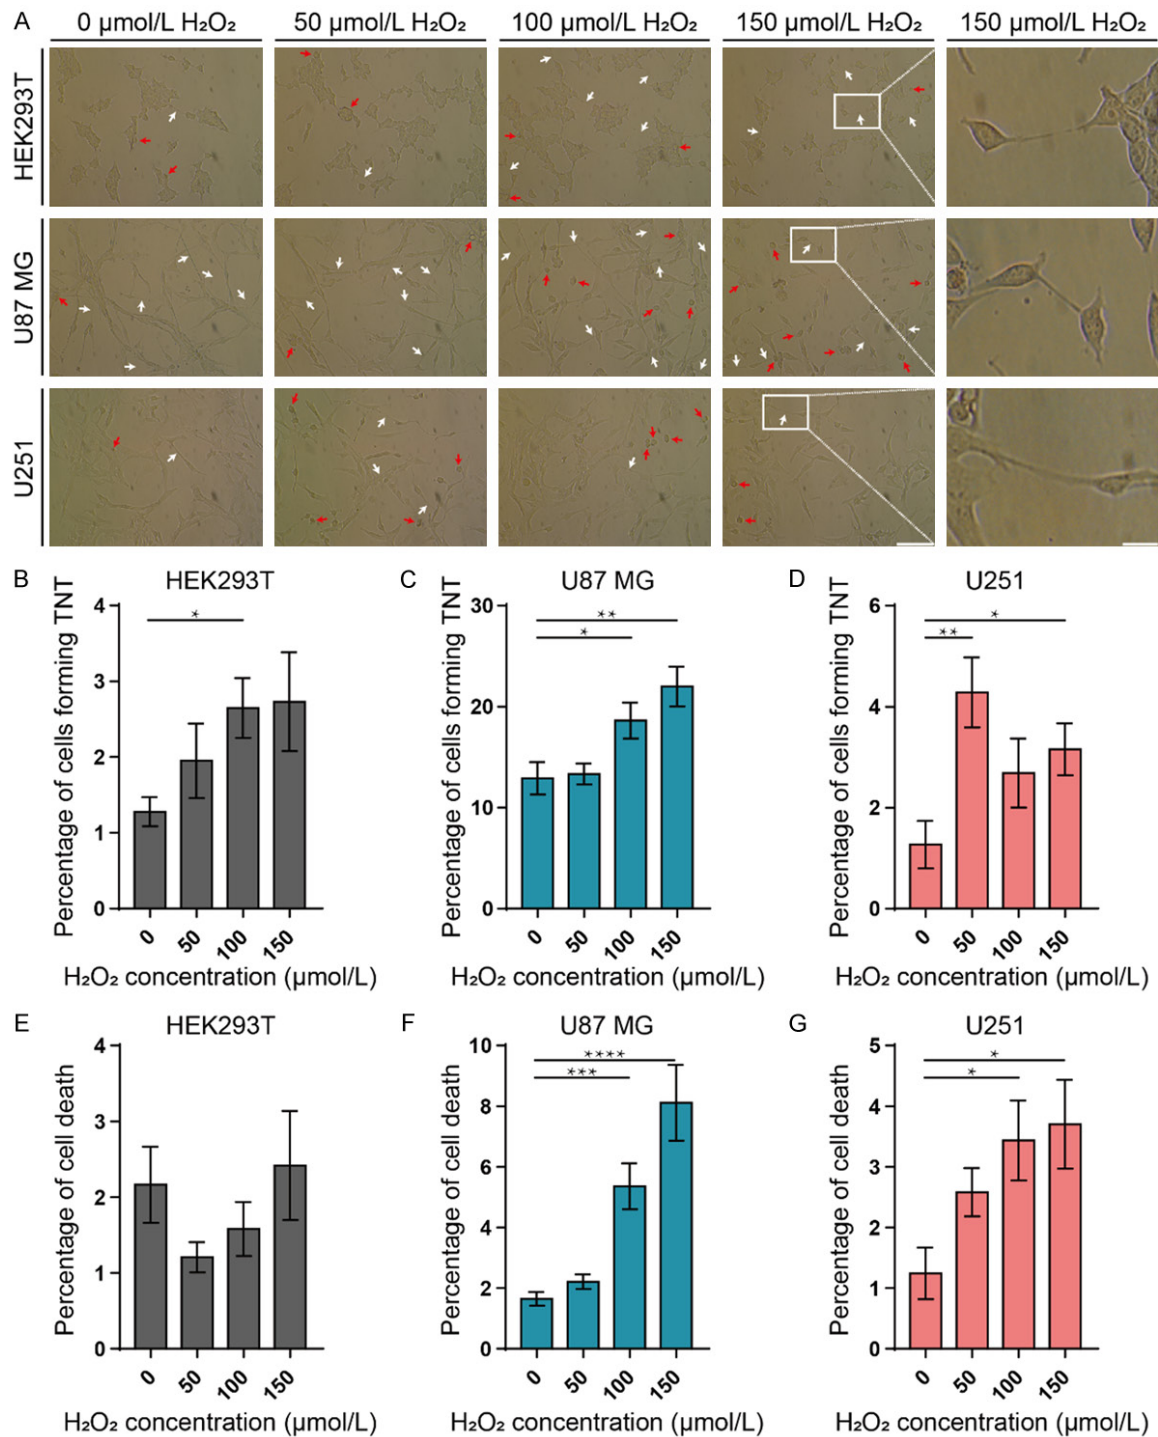 A
0 µmol/L H₂O₂
50 µmol/L H₂O₂
100 µmol/L H₂O₂
150 µmol/L H₂O₂
150 µmol/L H₂O₂
HEK293T
U87 MG
U251
B
HEK293T
Percentage of cells forming TNT
4
3
2
1
0
*
0
50
100
150
H₂O₂ concentration (µmol/L)
C
U87 MG
Percentage of cells forming TNT
30
20
10
0
**
*
0
50
100
150
H₂O₂ concentration (µmol/L)
D
U251
Percentage of cells forming TNT
6
4
2
0
*
**
0
50
100
150
H₂O₂ concentration (µmol/L)
E
HEK293T
Percentage of cell death
4
3
2
1
0
0
50
100
150
H₂O₂ concentration (µmol/L)
F
U87 MG
Percentage of cell death
10
8
6
4
2
0
****
***
0
50
100
150
H₂O₂ concentration (µmol/L)
G
U251
Percentage of cell death
5
4
3
2
1
0
*
*
0
50
100
150
H₂O₂ concentration (µmol/L)